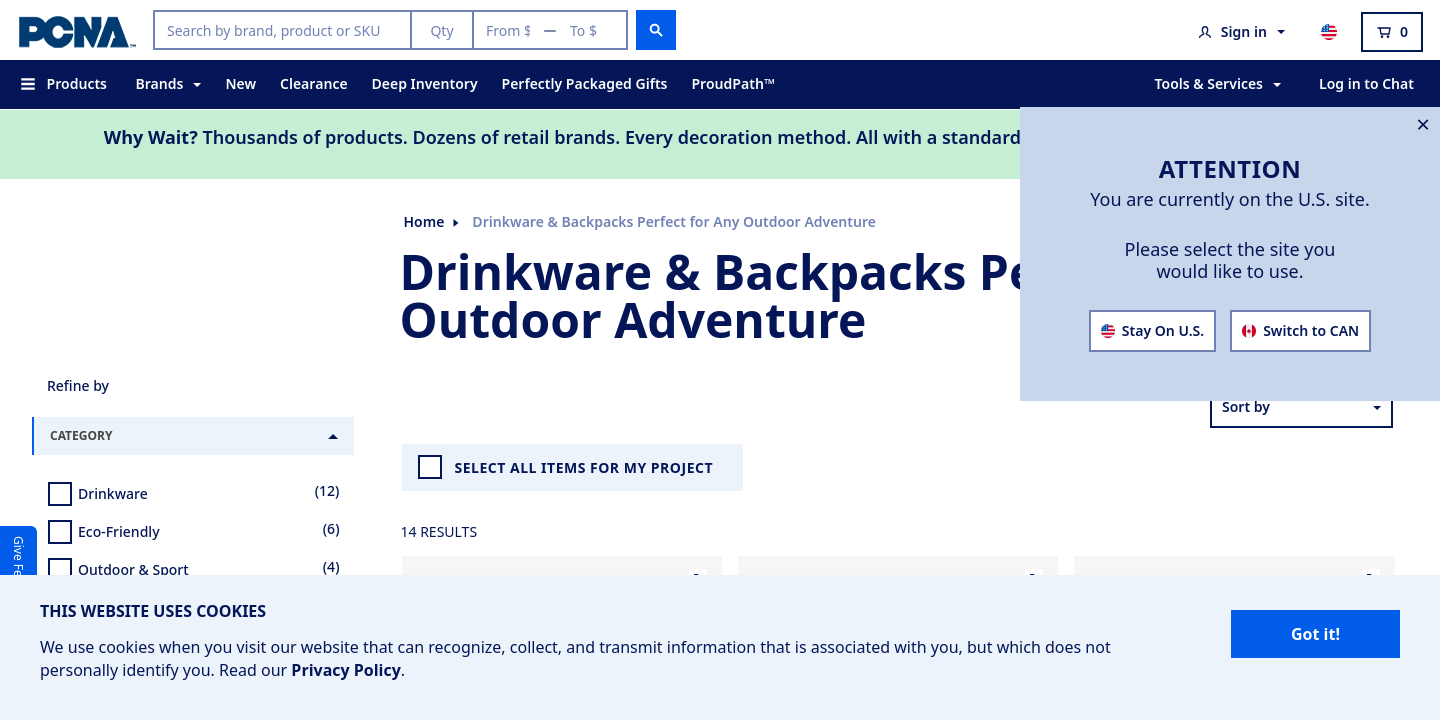 PCNA
Search by brand, product or SKU
Qty
From $ — To $
Sign in
0
Products
Brands
New
Clearance
Deep Inventory
Perfectly Packaged Gifts
ProudPath™
Tools & Services
Log in to Chat
Why Wait? Thousands of products. Dozens of retail brands. Every decoration method. All with a standard
ATTENTION
You are currently on the U.S. site.
Please select the site you
would like to use.
Stay On U.S.
Switch to CAN
Home
Drinkware & Backpacks Perfect for Any Outdoor Adventure
Drinkware & Backpacks
Outdoor Adventure
Refine by
Sort by
CATEGORY
SELECT ALL ITEMS FOR MY PROJECT
Drinkware (12)
Eco-Friendly (6)
Outdoor & Sport (4)
14 RESULTS
Give
THIS WEBSITE USES COOKIES
We use cookies when you visit our website that can recognize, collect, and transmit information that is associated with you, but which does not
personally identify you. Read our Privacy Policy.
Got it!